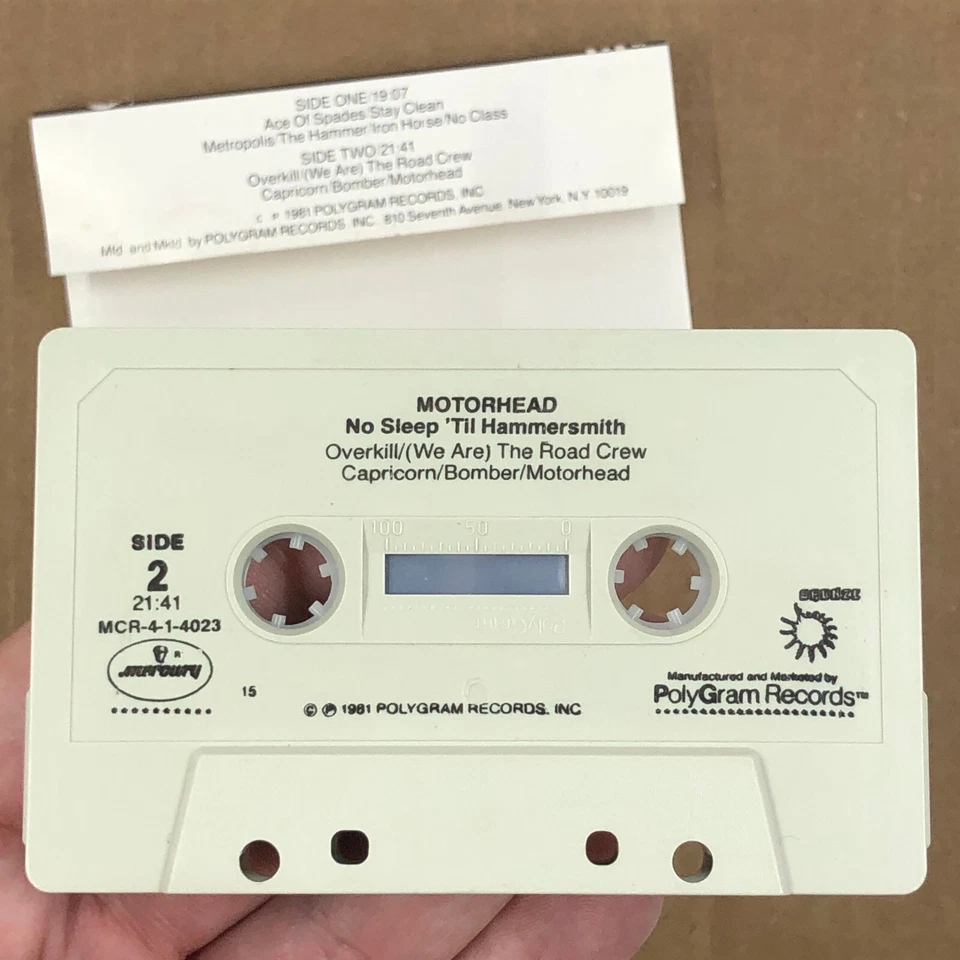 SIDE ONE/19:07
Ace Of Spades/Stay Clean
Metropolis/The Hammer/Iron Horse/No Class
SIDE TWO/21:41
Overkill/(We Are) The Road Crew
Capricorn/Bomber/Motorhead
C P 1981 POLYGRAM RECORDS, INC
Mfd. and Mktd. by POLYGRAM RECORDS, INC. 810 Seventh Avenue, New York, N.Y. 10019
MOTORHEAD
No Sleep 'Til Hammersmith
Overkill/(We Are) The Road Crew
Capricorn/Bomber/Motorhead
100 50 0
PolyGram
SIDE
2
21:41
MCR-4-1-4023
mercury
R
15
BRONZE
Manufactured and Marketed by
PolyGram Records™
© ℗ 1981 POLYGRAM RECORDS. INC